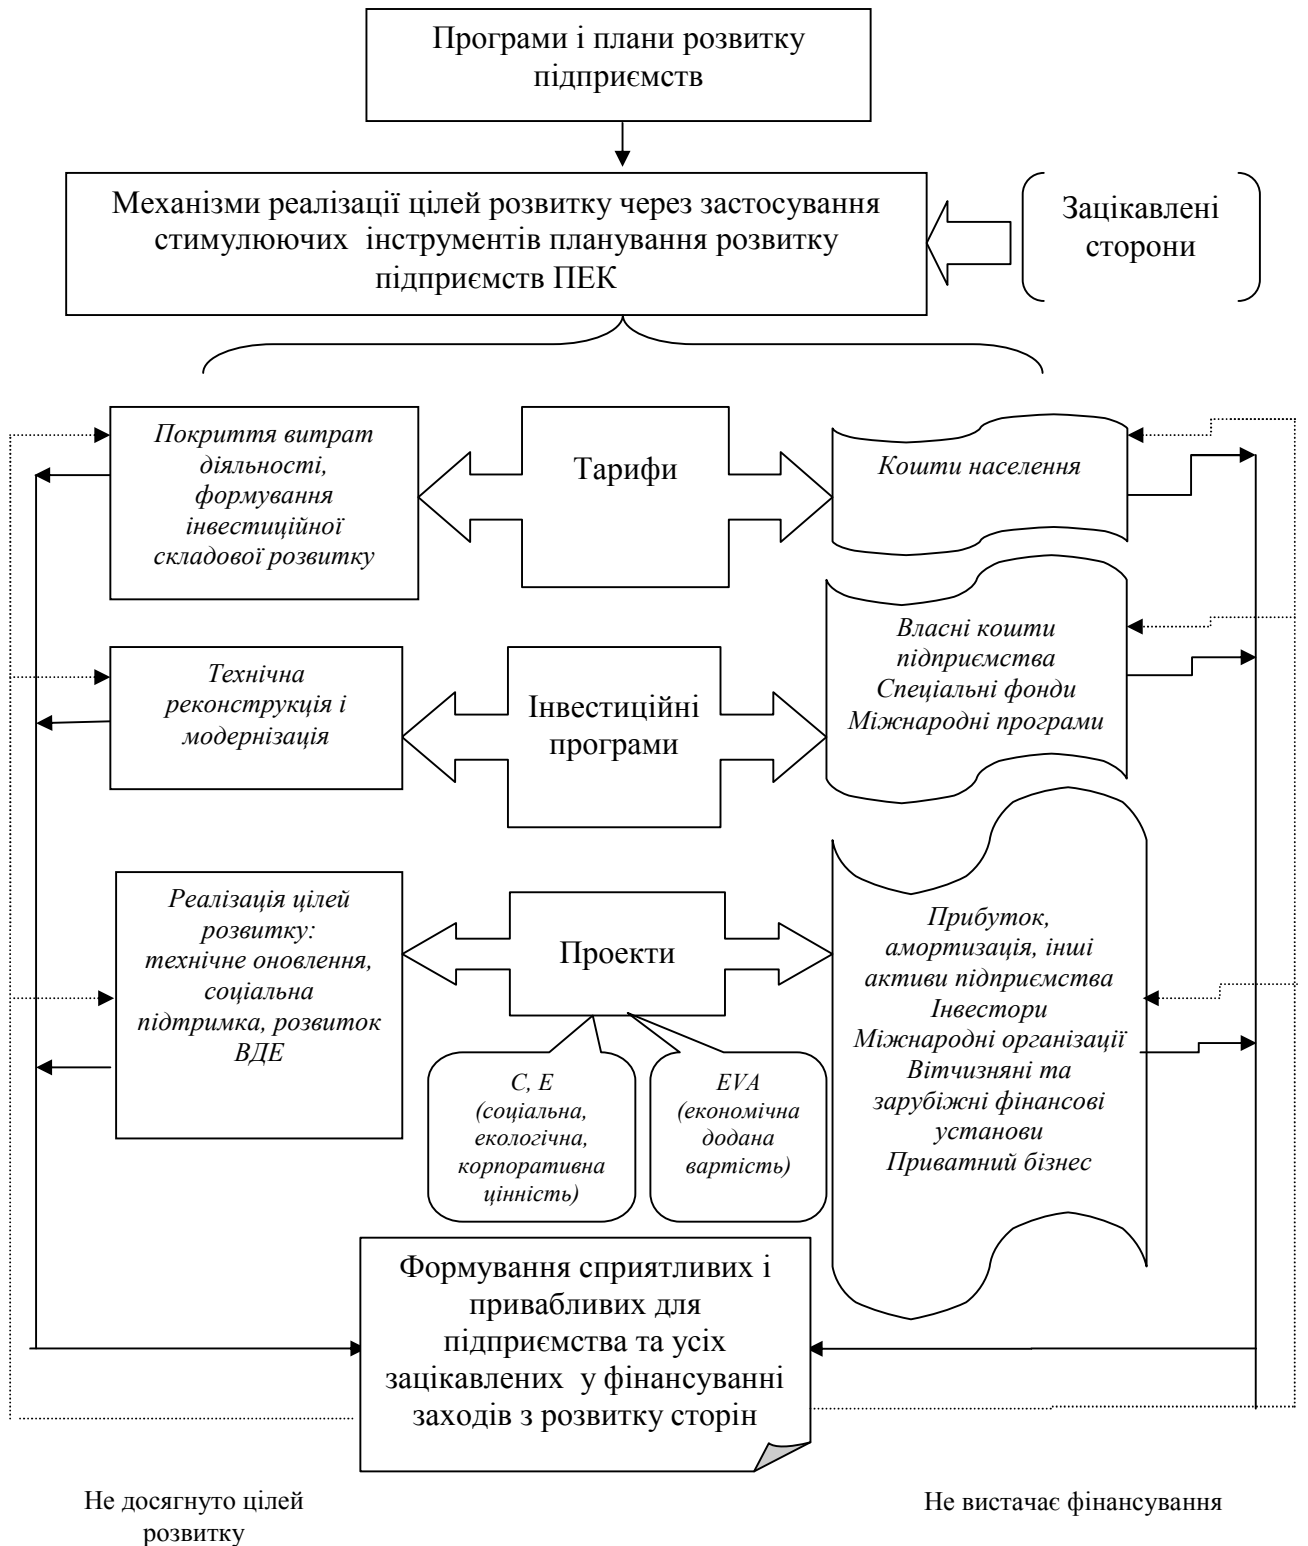 Програми і плани розвитку
підприємств
Механізми реалізації цілей розвитку через застосування
стимулюючих інструментів планування розвитку
підприємств ПЕК
Зацікавлені
сторони
Покриття витрат
діяльності,
формування
інвестиційної
складової розвитку
Тарифи
Кошти населення
Технічна
реконструкція і
модернізація
Інвестиційні
програми
Власні кошти
підприємства
Спеціальні фонди
Міжнародні програми
Реалізація цілей
розвитку:
технічне оновлення,
соціальна
підтримка, розвиток
ВДЕ
Проекти
Прибуток,
амортизація, інші
активи підприємства
Інвестори
Міжнародні організації
Вітчизняні та
зарубіжні фінансові
установи
Приватний бізнес
С, Е
(соціальна,
екологічна,
корпоративна
цінність)
EVA
(економічна
додана
вартість)
Формування сприятливих і
привабливих для
підприємства та усіх
зацікавлених у фінансуванні
заходів з розвитку сторін
Не досягнуто цілей
розвитку
Не вистачає фінансування